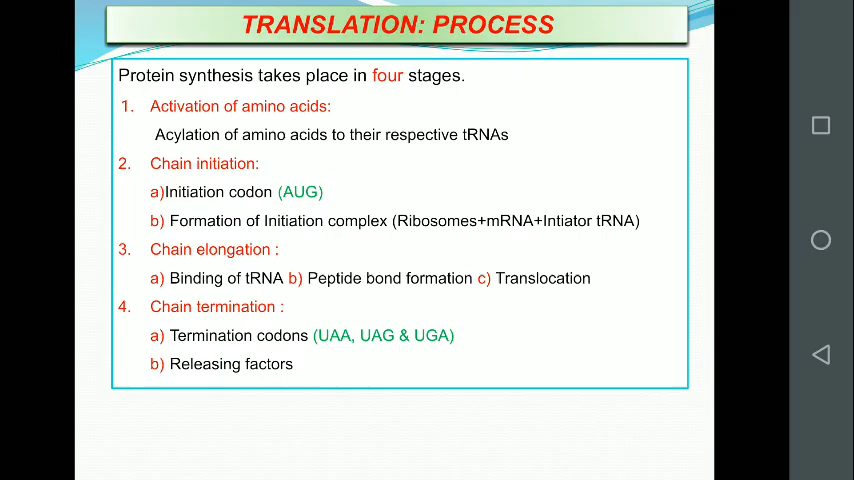 TRANSLATION: PROCESS
Protein synthesis takes place in four stages.
1. Activation of amino acids:
Acylation of amino acids to their respective tRNAs
2. Chain initiation:
a)Initiation codon (AUG)
b) Formation of Initiation complex (Ribosomes+mRNA+Intiator tRNA)
3. Chain elongation :
a) Binding of tRNA b) Peptide bond formation c) Translocation
4. Chain termination :
a) Termination codons (UAA, UAG & UGA)
b) Releasing factors